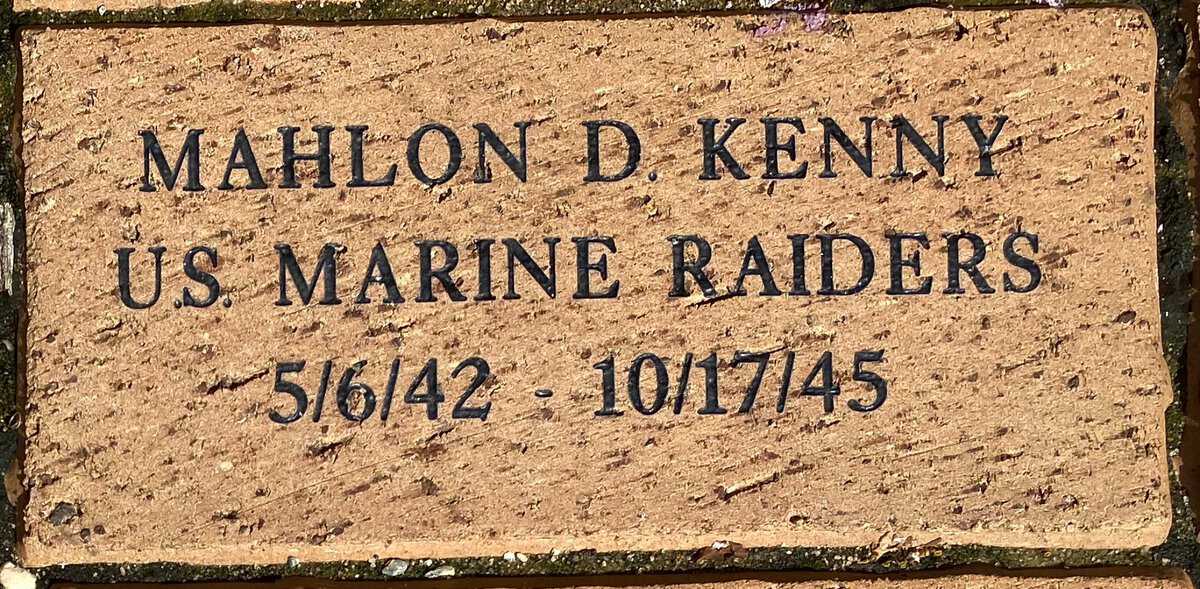 MAHLON D. KENNY
U.S. MARINE RAIDERS
5/6/42 - 10/17/45